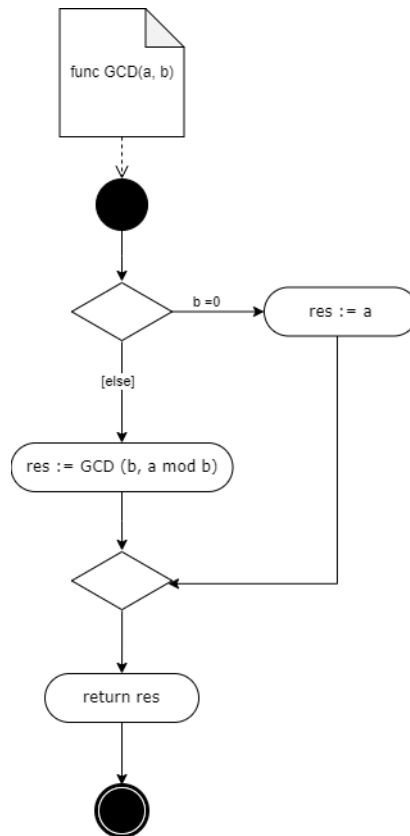 func GCD(a, b)
b =0
res := a
[else]
res := GCD (b, a mod b)
return res